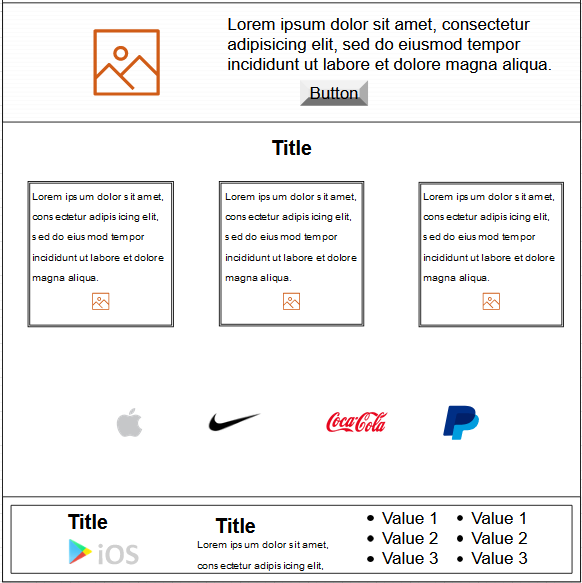 Lorem ipsum dolor sit amet, consectetur
adipisicing elit, sed do eiusmod tempor
incididunt ut labore et dolore magna aliqua.
Button
Title
Lorem ipsum dolor sit amet,
consectetur adipisicing elit,
sed do eiusmod tempor
incididunt ut labore et dolore
magna aliqua.
Lorem ipsum dolor sit amet,
consectetur adipisicing elit,
sed do eiusmod tempor
incididunt ut labore et dolore
magna aliqua.
Lorem ipsum dolor sit amet,
consectetur adipisicing elit,
sed do eiusmod tempor
incididunt ut labore et dolore
magna aliqua.
Coca-Cola
Title
iOS
Title
Lorem ipsum dolor sit amet,
consectetur adipisicing elit,
• Value 1
• Value 2
• Value 3
• Value 1
• Value 2
• Value 3